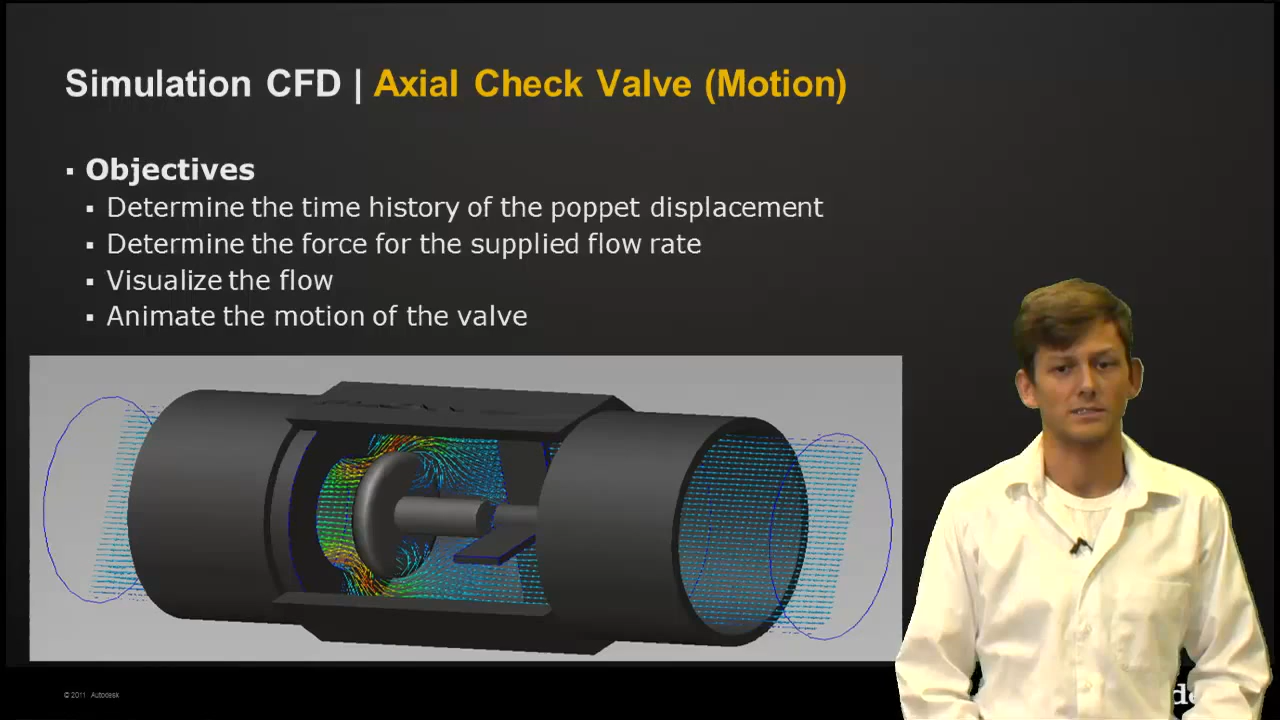 Simulation CFD | Axial Check Valve (Motion)
▪ Objectives
▪ Determine the time history of the poppet displacement
▪ Determine the force for the supplied flow rate
▪ Visualize the flow
▪ Animate the motion of the valve
© 2011 Autodesk